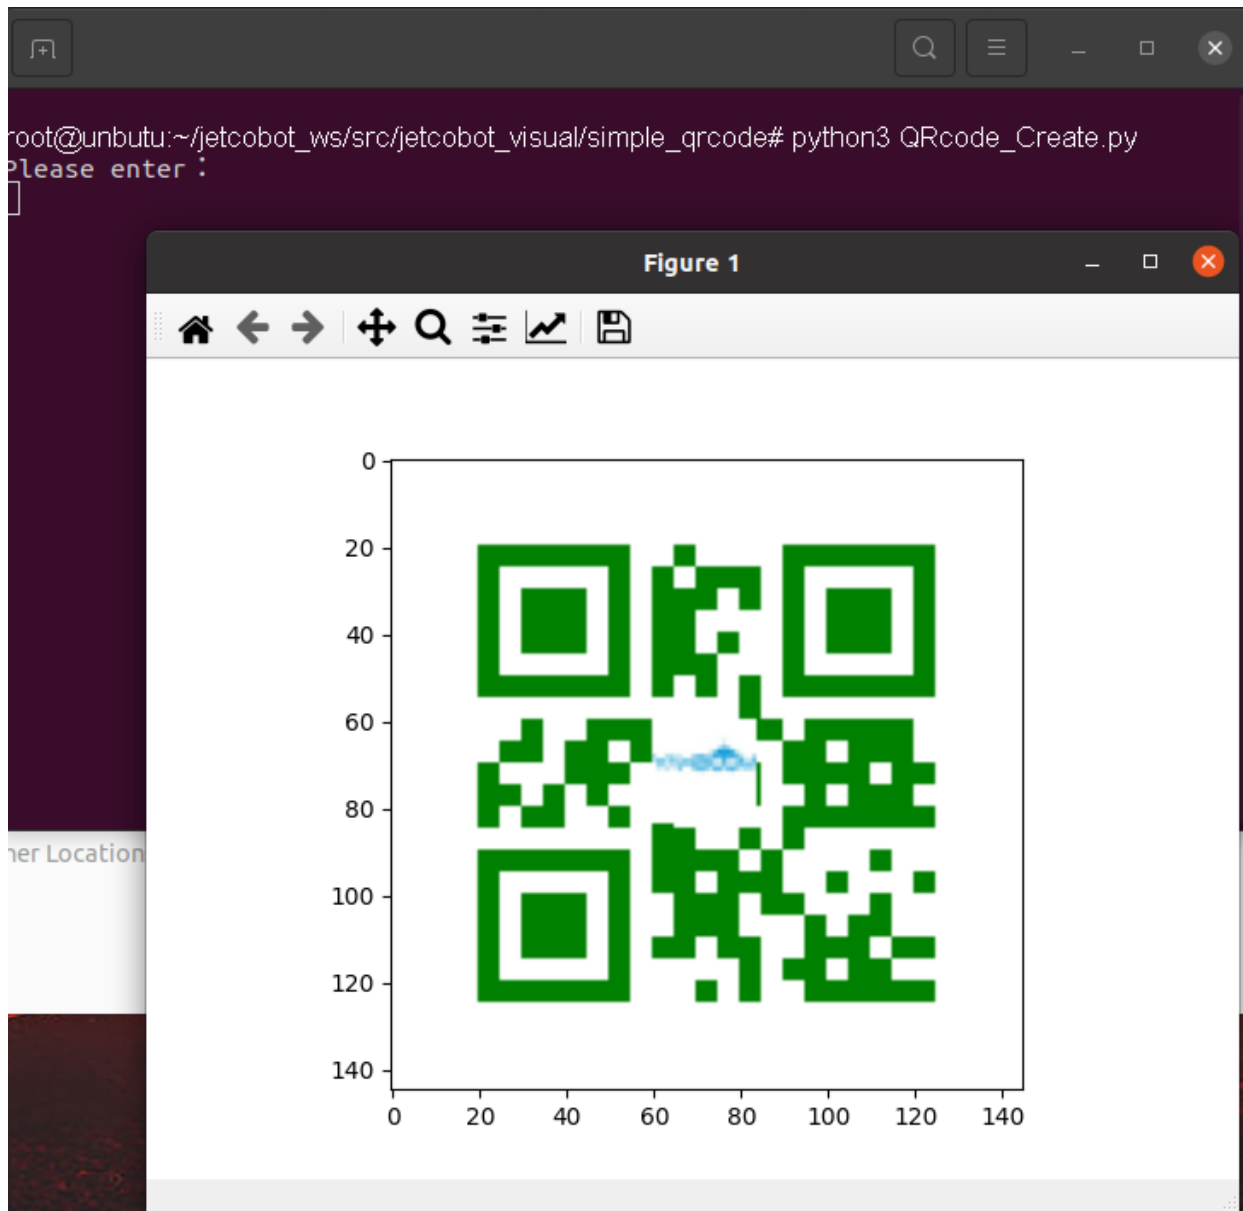 root@unbutu:~/jetcobot_ws/src/jetcobot_visual/simple_qrcode# python3 QRcode_Create.py
Please enter：
Figure 1
ner Location
0
20
40
60
YAHBOOM
80
100
120
140
0 20 40 60 80 100 120 140